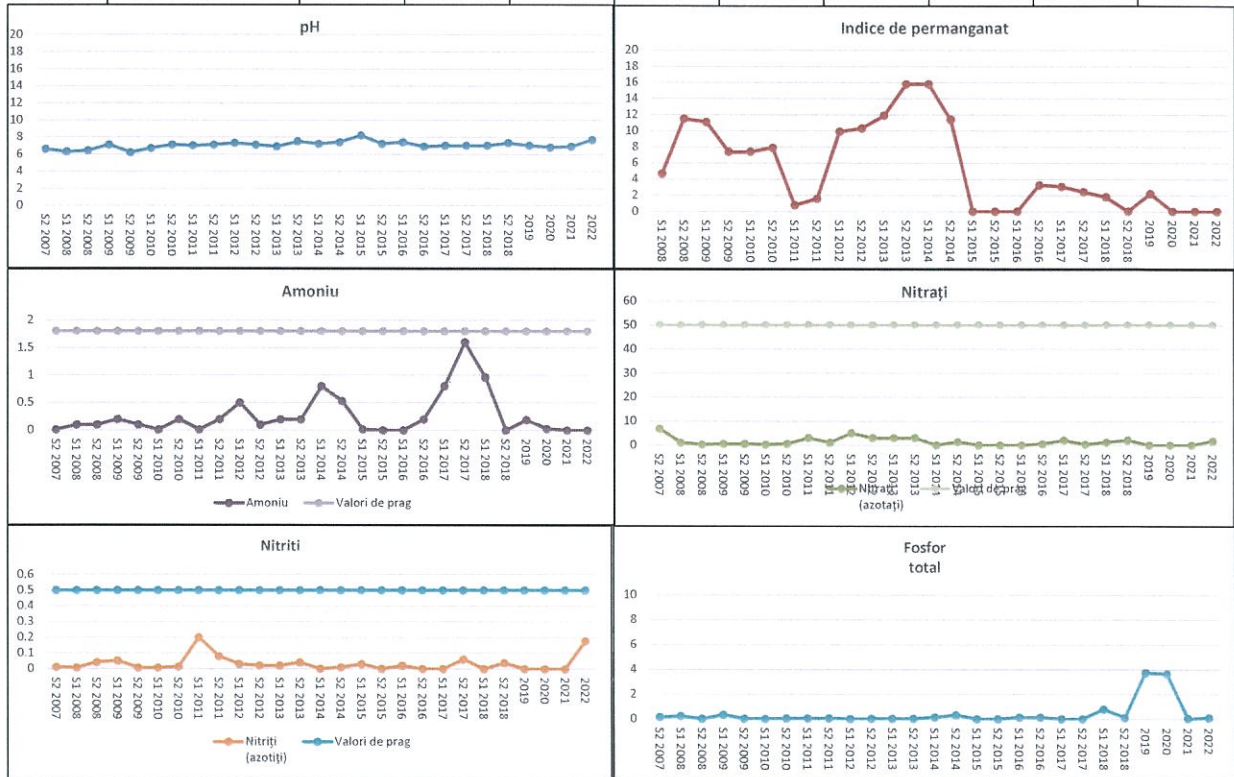 pH
20
18
16
14
12
10
8
6
4
2
0
S2 2007
S1 2008
S2 2008
S1 2009
S2 2009
S1 2010
S2 2010
S1 2011
S2 2011
S1 2012
S2 2012
S1 2013
S2 2013
S1 2014
S2 2014
S1 2015
S2 2015
S1 2016
S2 2016
S1 2017
S2 2017
S1 2018
S2 2018
2019
2020
2021
2022
Indice de permanganat
20
18
16
14
12
10
8
6
4
2
0
S1 2008
S2 2008
S1 2009
S2 2009
S1 2010
S2 2010
S1 2011
S2 2011
S1 2012
S2 2012
S1 2013
S2 2013
S1 2014
S2 2014
S1 2015
S2 2015
S1 2016
S2 2016
S1 2017
S2 2017
S1 2018
S2 2018
2019
2020
2021
2022
Amoniu
2
1.5
1
0.5
0
S2 2007
S1 2008
S2 2008
S1 2009
S2 2009
S1 2010
S2 2010
S1 2011
S2 2011
S1 2012
S2 2012
S1 2013
S2 2013
S1 2014
S2 2014
S1 2015
S2 2015
S1 2016
S2 2016
S1 2017
S2 2017
S1 2018
S2 2018
2019
2020
2021
2022
Amoniu
Valori de prag
Nitrați
60
50
40
30
20
10
0
S2 2007
S1 2008
S2 2008
S1 2009
S2 2009
S1 2010
S2 2010
S1 2011
S2 2011
S1 2012
S2 2012
S1 2013
S2 2013
S1 2014
S2 2014
S1 2015
S2 2015
S1 2016
S2 2016
S1 2017
S2 2017
S1 2018
S2 2018
2019
2020
2021
2022
Nitrați
(azotați)
Valori de prag
Nitriti
0.6
0.5
0.4
0.3
0.2
0.1
0
S2 2007
S1 2008
S2 2008
S1 2009
S2 2009
S1 2010
S2 2010
S1 2011
S2 2011
S1 2012
S2 2012
S1 2013
S2 2013
S1 2014
S2 2014
S1 2015
S2 2015
S1 2016
S2 2016
S1 2017
S2 2017
S1 2018
S2 2018
2019
2020
2021
2022
Nitriți
(azotiți)
Valori de prag
Fosfor
total
10
8
6
4
2
0
S2 2007
S1 2008
S2 2008
S1 2009
S2 2009
S1 2010
S2 2010
S1 2011
S2 2011
S1 2012
S2 2012
S1 2013
S2 2013
S1 2014
S2 2014
S1 2015
S2 2015
S1 2016
S2 2016
S1 2017
S2 2017
S1 2018
S2 2018
2019
2020
2021
2022